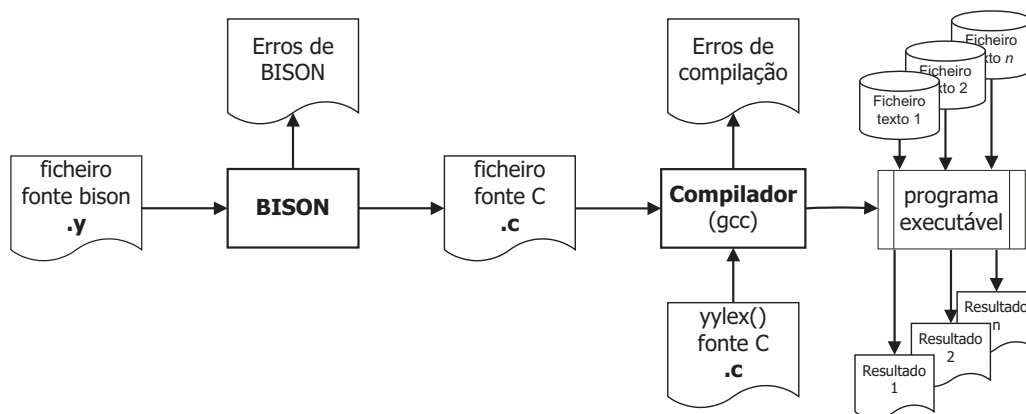 Erros de
BISON
Erros de
compilação
Ficheiro
texto n
Ficheiro
texto 2
Ficheiro
texto 1
ficheiro
fonte bison
.y
BISON
ficheiro
fonte C
.c
Compilador
(gcc)
programa
executável
yylex()
fonte C
.c
Resultado
n
Resultado
2
Resultado
1